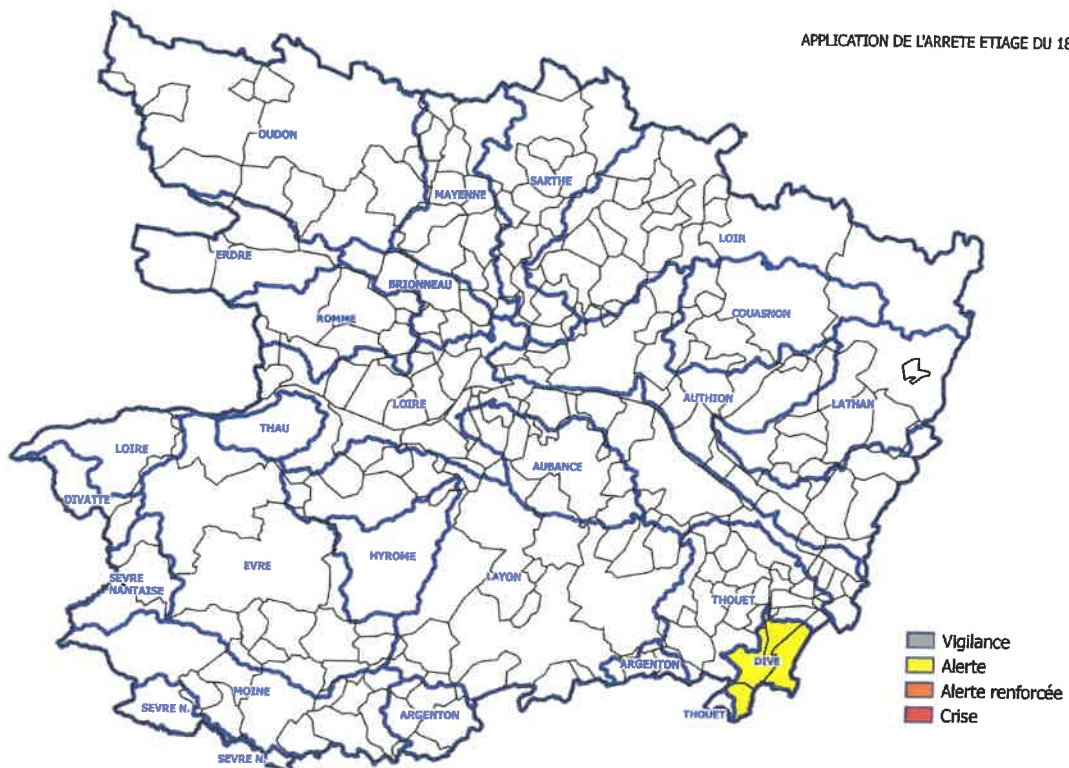 APPLICATION DE L'ARRETE ETIAGE DU 18
OUDON
SARTHE
MAYENNE
LOIR
ERDRE
BRIONNEAU
COUASNON
ROMME
AUTHION
LATHAN
LOIRE
THAU
LOIRE
AUBANCE
DIVATTE
HYROME
EVRE
LAYON
SEVRE
NANTAISE
THOUET
DIVE
ARGENTON
MOINE
SEVRE N.
ARGENTON
THOUET
SEVRE N.
Vigilance
Alerte
Alerte renforcée
Crise